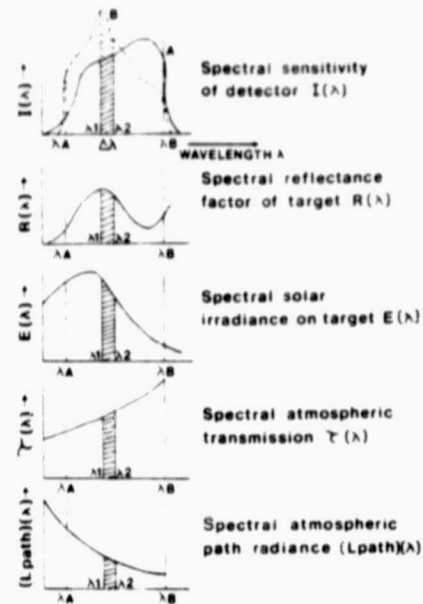 B
A
I(λ) →
Spectral sensitivity
of detector I(λ)
λ1 λ2
λA Δλ λB
WAVELENGTH λ
R(λ) →
Spectral reflectance
factor of target R(λ)
λ1 λ2
λA λB
E(λ) →
Spectral solar
irradiance on target E(λ)
λ1 λ2
λA λB
τ(λ) →
Spectral atmospheric
transmission τ(λ)
λ1 λ2
λA λB
(Lpath)(λ) →
Spectral atmospheric
path radiance (Lpath)(λ)
λ1 λ2
λA λB